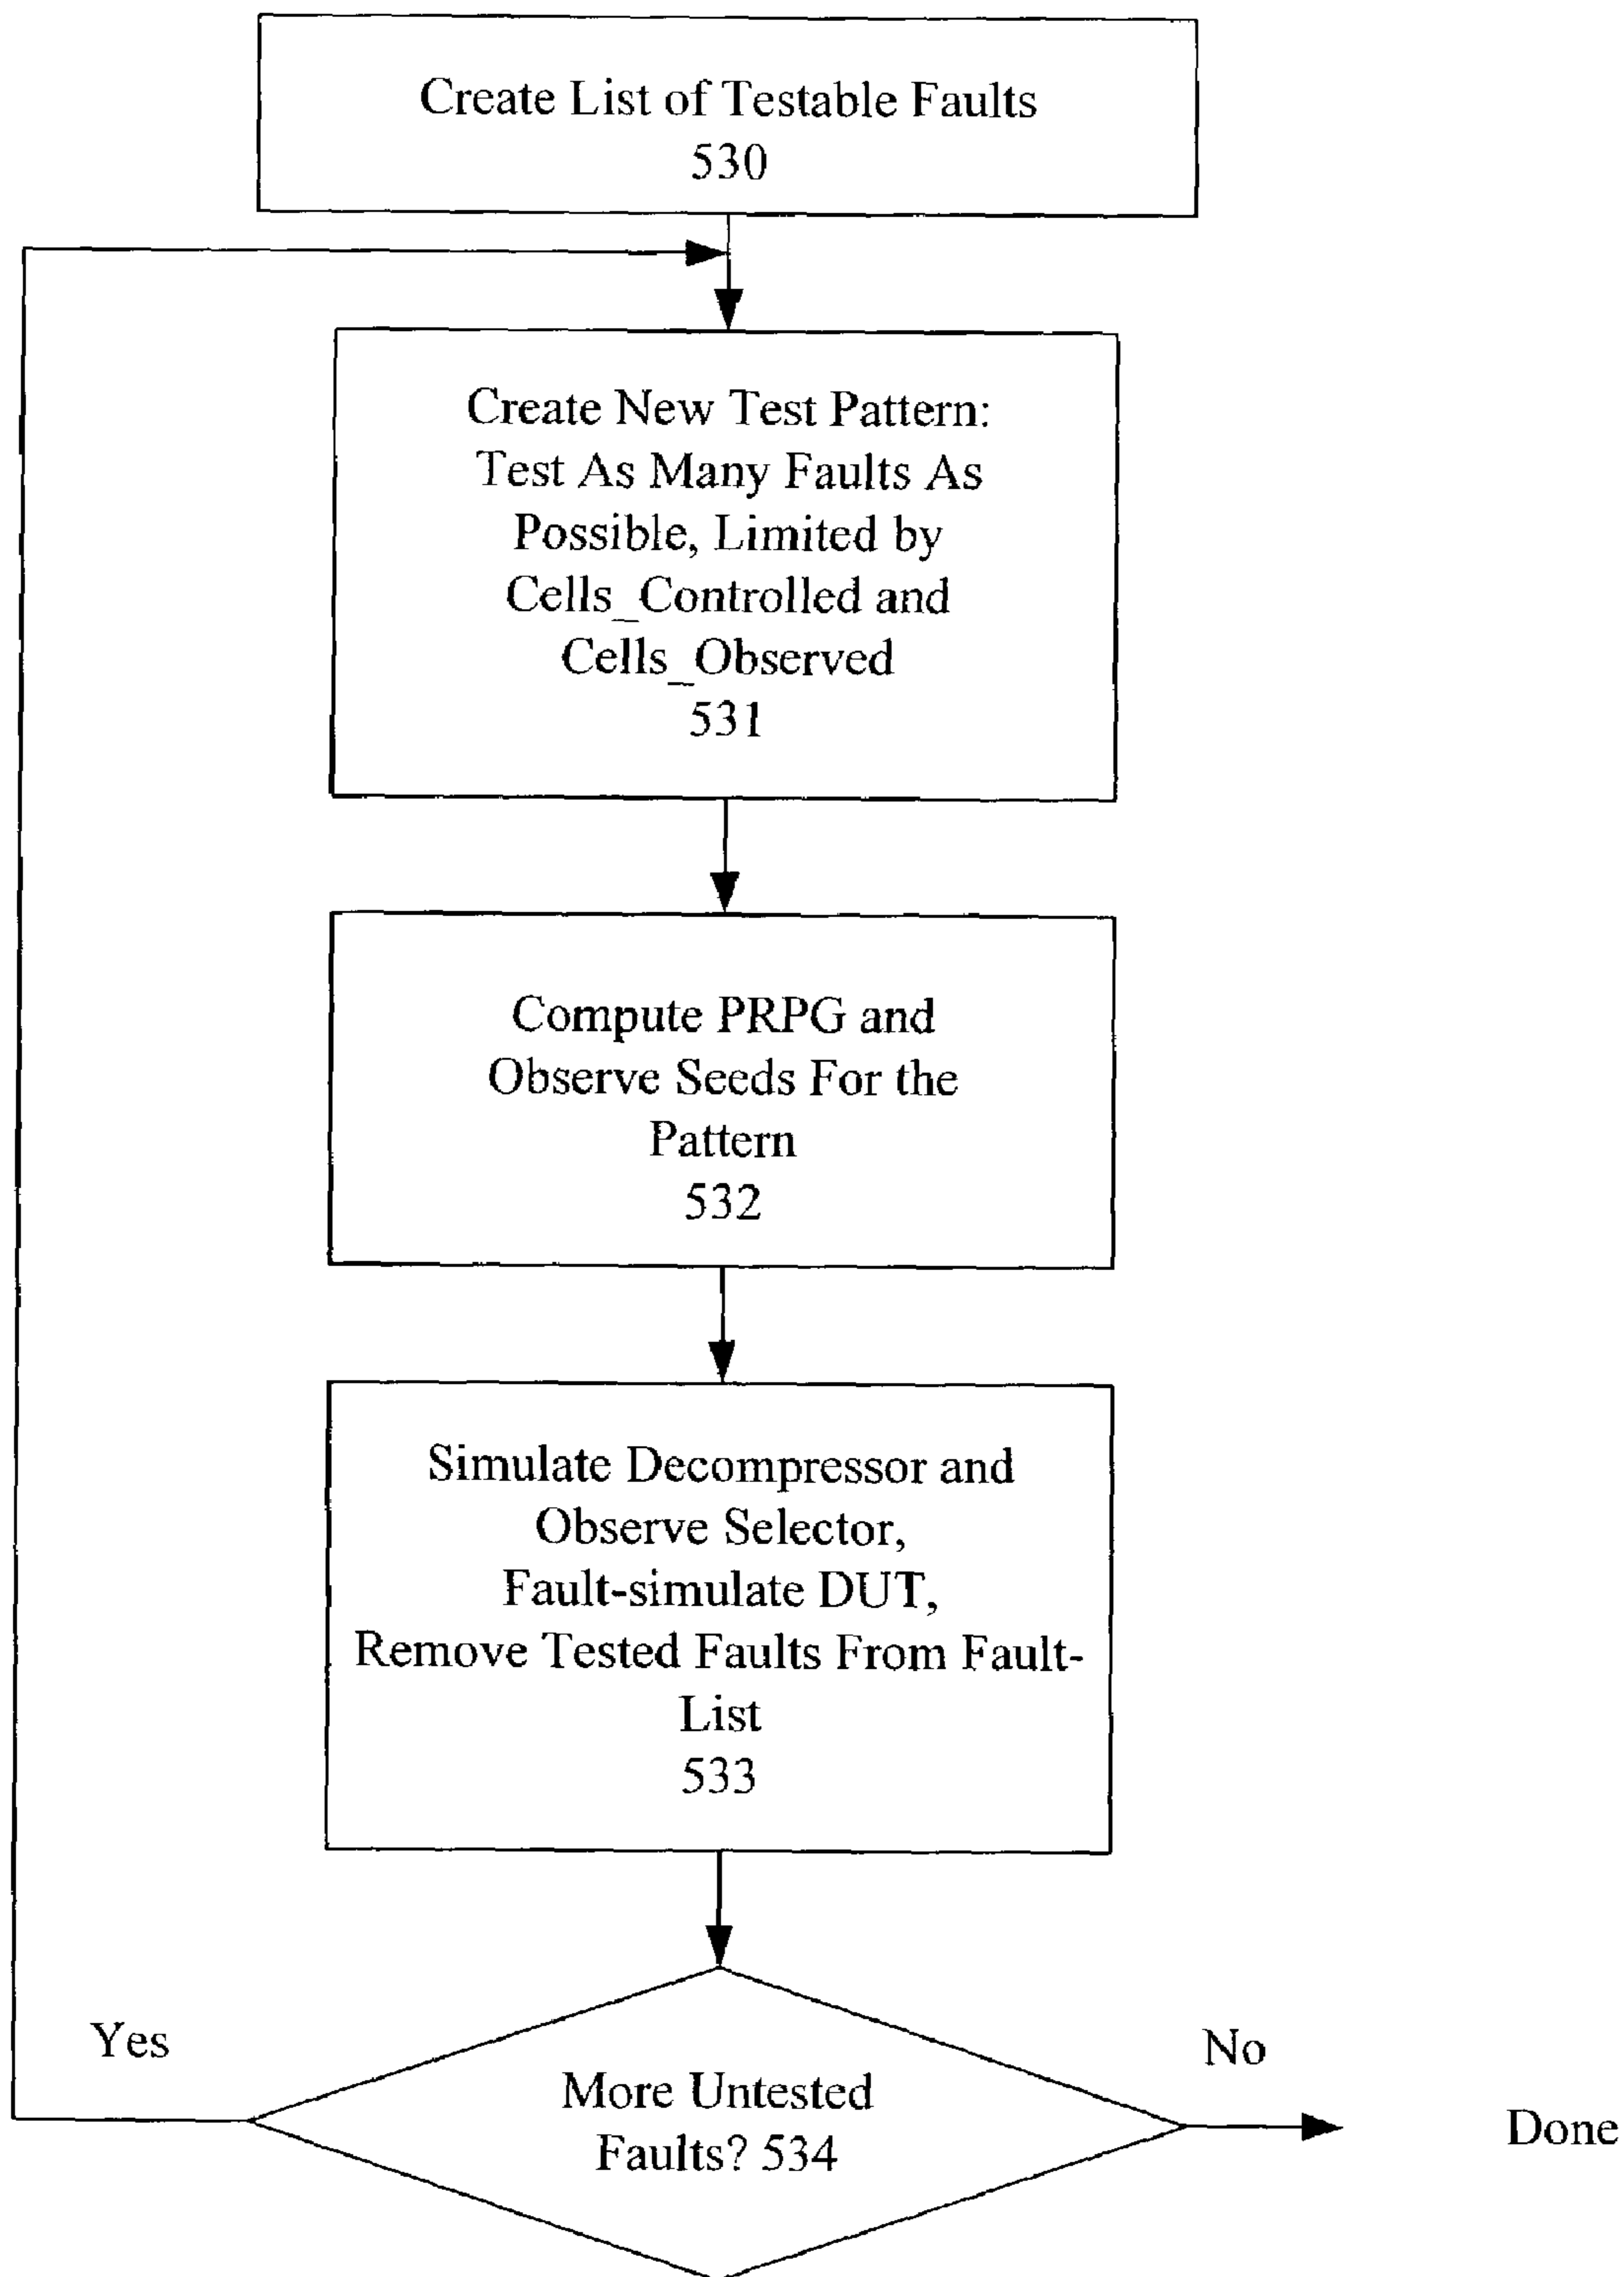 Create List of Testable Faults
530
Create New Test Pattern:
Test As Many Faults As
Possible, Limited by
Cells_Controlled and
Cells_Observed
531
Compute PRPG and
Observe Seeds For the
Pattern
532
Simulate Decompressor and
Observe Selector,
Fault-simulate DUT,
Remove Tested Faults From Fault-
List
533
Yes
No
More Untested
Faults? 534
Done